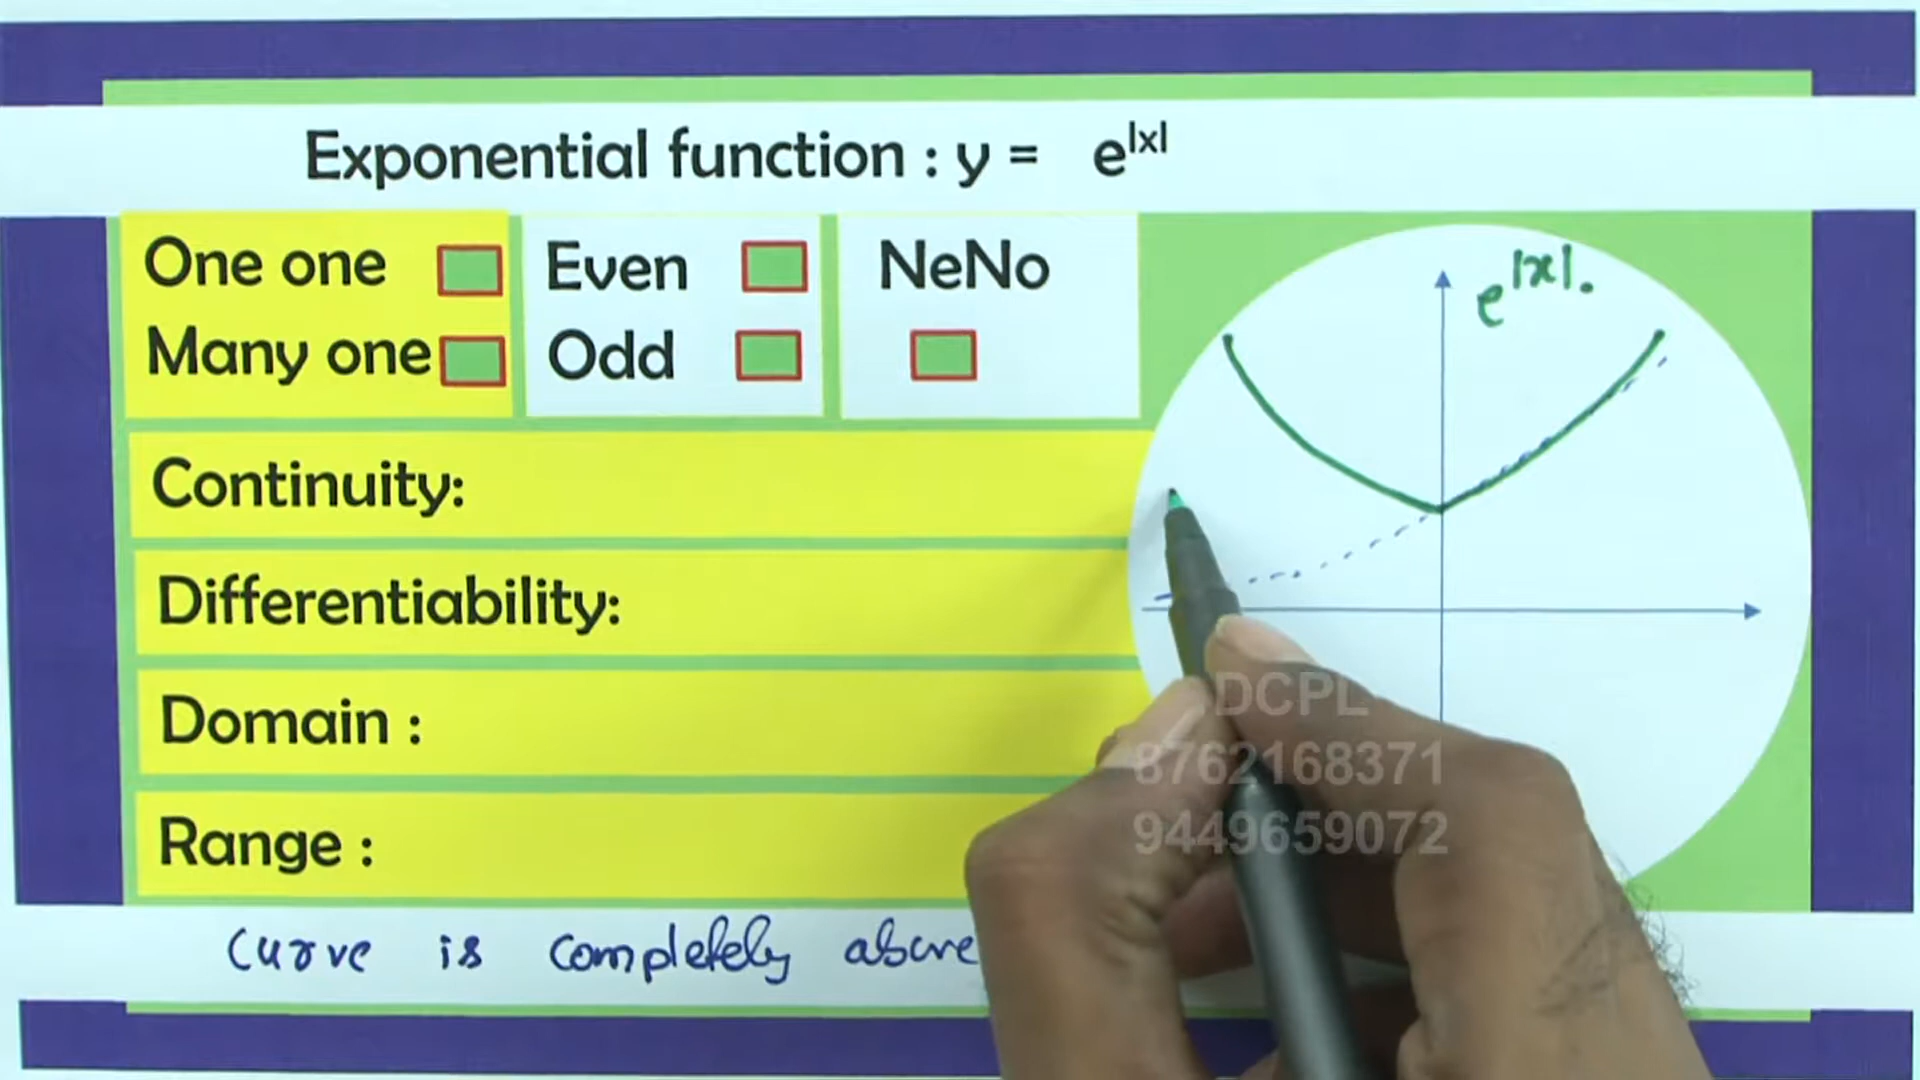 Exponential function : y = e|x|
One one Even NeNo
Many one Odd
e|x|.
Continuity:
Differentiability:
Domain :
Range :
DCPL
8762168371
9449659072
Curve is completely above